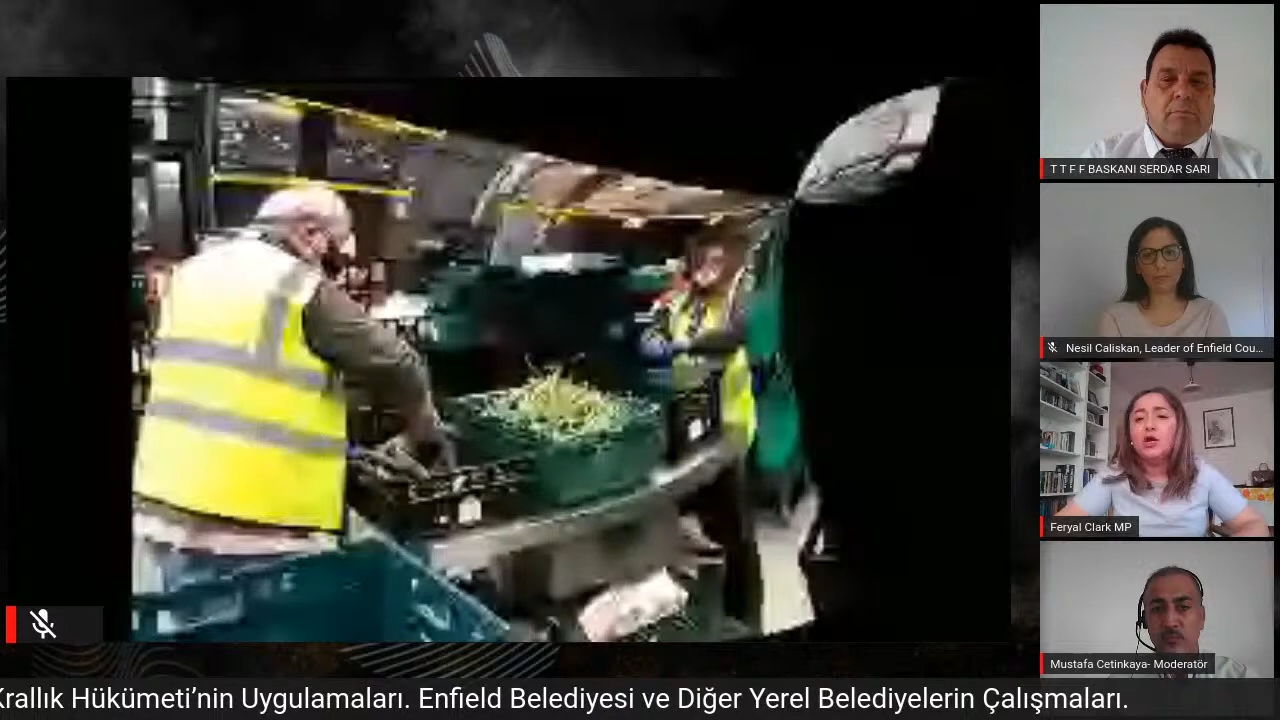 T T F F BASKANI SERDAR SARI
Nesil Caliskan, Leader of Enfield Cou...
Feryal Clark MP
Mustafa Cetinkaya- Moderatör
Krallık Hükümeti’nin Uygulamaları. Enfield Belediyesi ve Diğer Yerel Belediyelerin Çalışmaları.